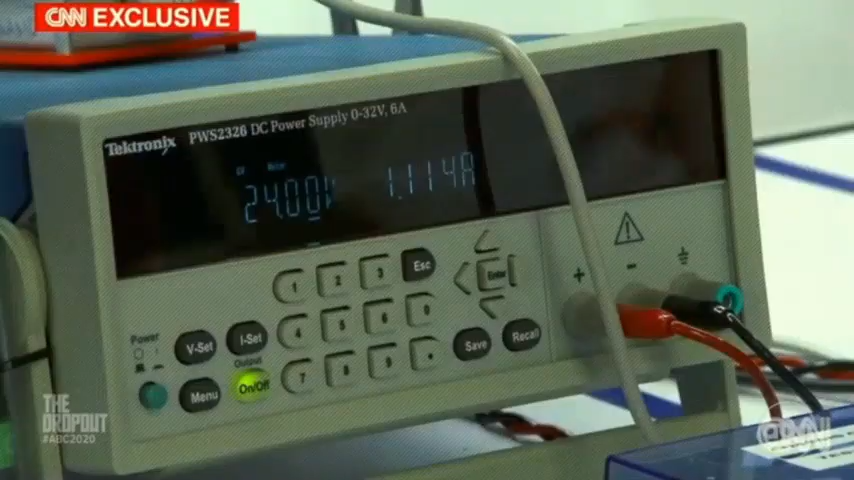 CNN EXCLUSIVE
Tektronix PWS2326 DC Power Supply 0-32V, 6A
24.00V 1.114A
1 2 3 Esc
Enter
Power V-Set I-Set 4 5 6 0
Save Recall
Output
Menu On/Off 7 8 9
+ -
THE
DROPOUT
#ABC2020
CNN